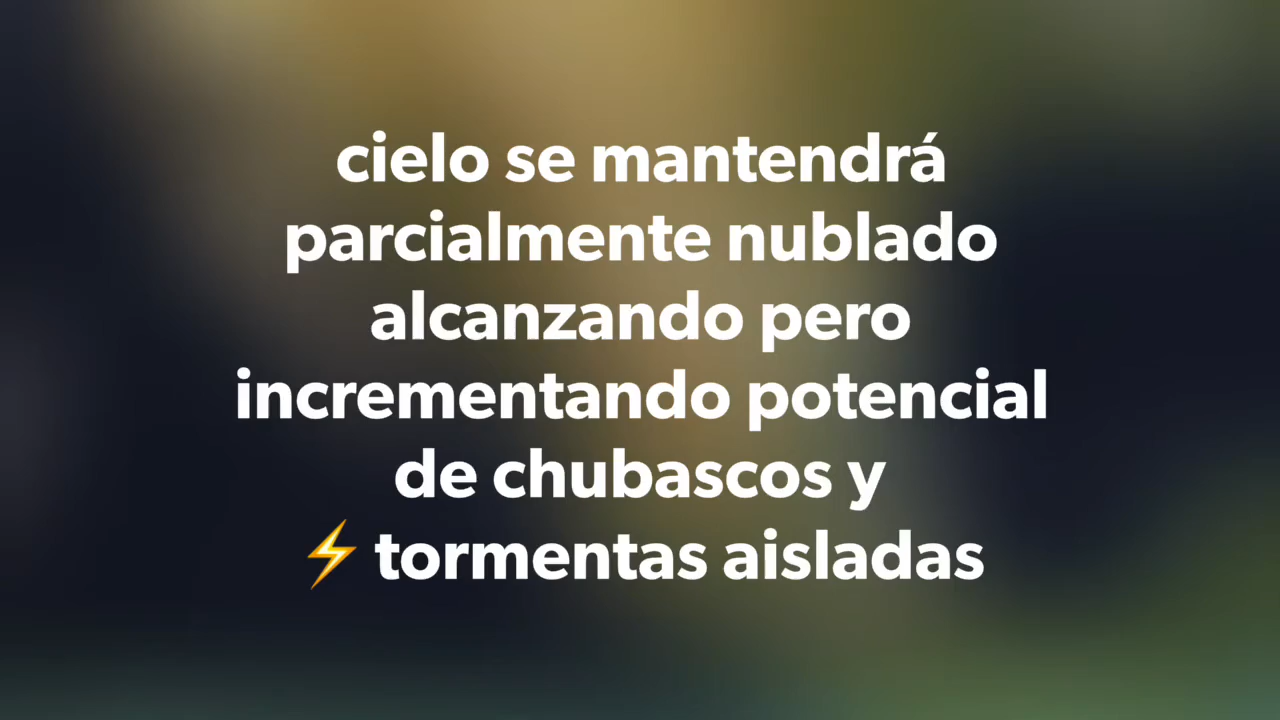 cielo se mantendrá
parcialmente nublado
alcanzando pero
incrementando potencial
de chubascos y
⚡ tormentas aisladas